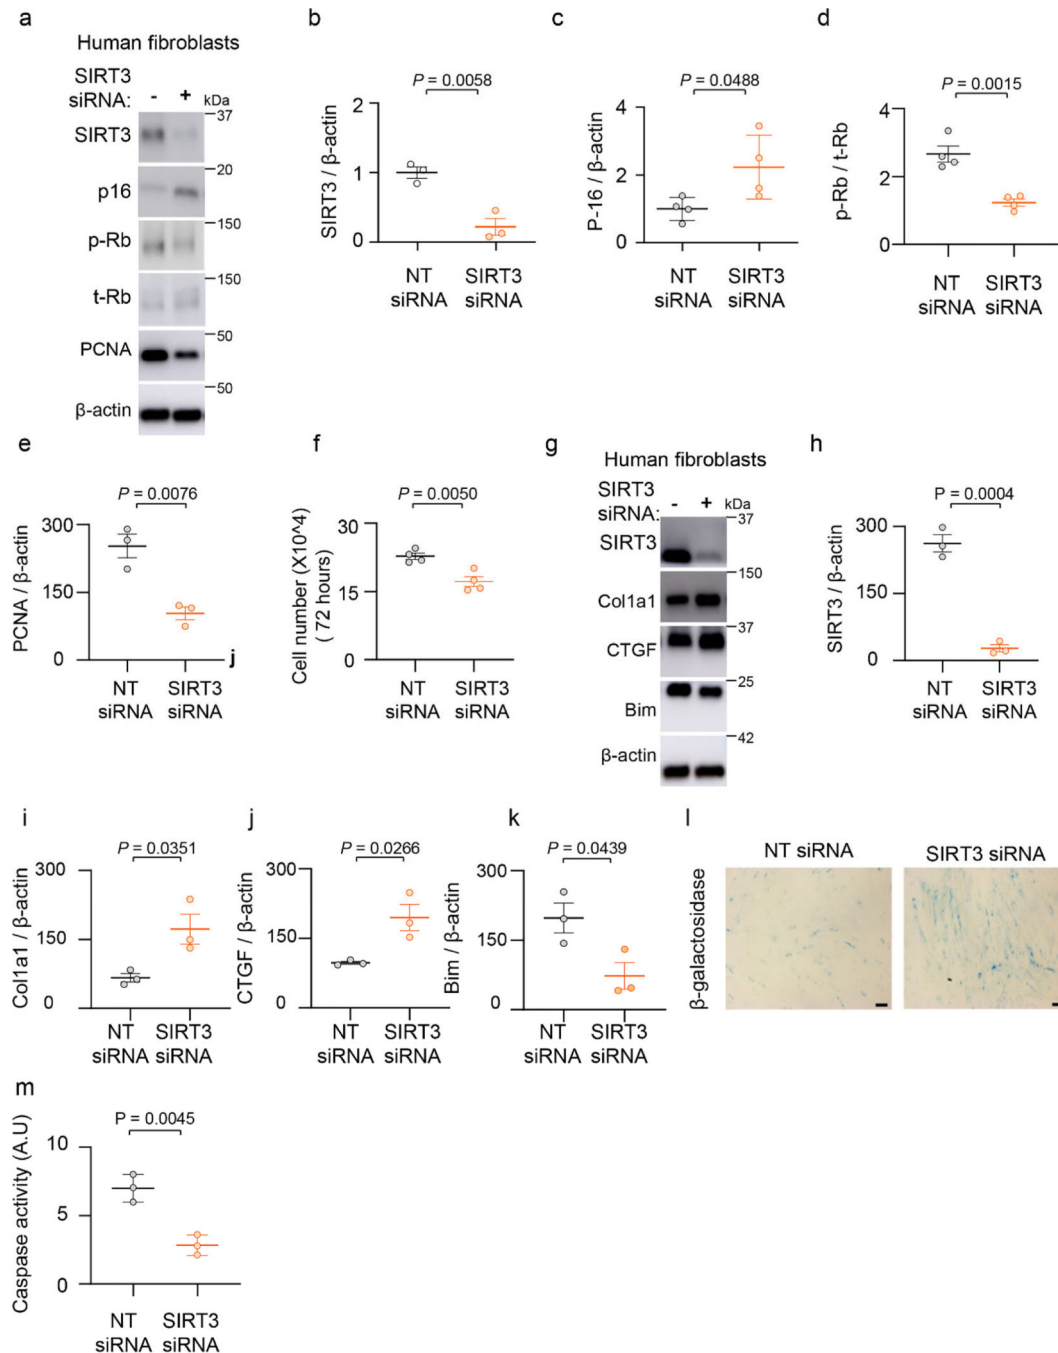 a
Human fibroblasts
SIRT3
siRNA:
-
+
kDa
37
SIRT3
20
p16
150
p-Rb
150
t-Rb
50
PCNA
50
β-actin
b
P = 0.0058
SIRT3 / β-actin
2
1
0
NT
siRNA
SIRT3
siRNA
c
P = 0.0488
P-16 / β-actin
4
2
0
NT
siRNA
SIRT3
siRNA
d
P = 0.0015
p-Rb / t-Rb
4
2
0
NT
siRNA
SIRT3
siRNA
e
P = 0.0076
PCNA / β-actin
300
150
0
NT
siRNA
SIRT3
siRNA
j
f
P = 0.0050
Cell number (X10^4)
( 72 hours)
30
15
0
NT
siRNA
SIRT3
siRNA
g
Human fibroblasts
SIRT3
siRNA:
-
+
kDa
37
SIRT3
150
Col1a1
37
CTGF
25
Bim
42
β-actin
h
P = 0.0004
SIRT3 / β-actin
300
150
0
NT
siRNA
SIRT3
siRNA
i
P = 0.0351
Col1a1 / β-actin
300
150
0
NT
siRNA
SIRT3
siRNA
j
P = 0.0266
CTGF / β-actin
300
150
0
NT
siRNA
SIRT3
siRNA
k
P = 0.0439
Bim / β-actin
300
150
0
NT
siRNA
SIRT3
siRNA
l
NT siRNA
SIRT3 siRNA
β-galactosidase
m
P = 0.0045
Caspase activity (A.U)
10
5
0
NT
siRNA
SIRT3
siRNA